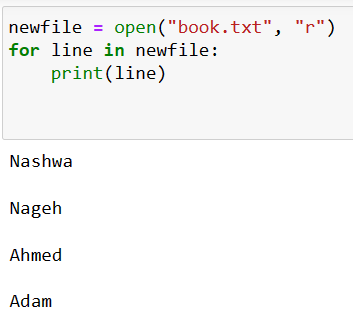 newfile = open("book.txt", "r")
for line in newfile:
    print(line)
Nashwa
Nageh
Ahmed
Adam